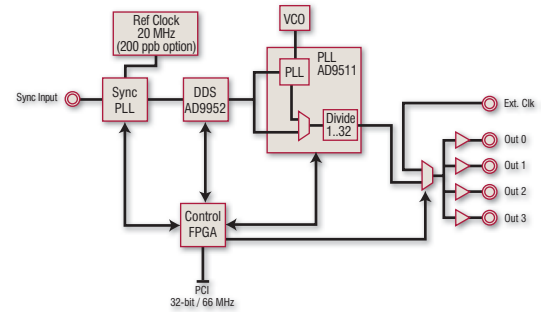 Ref Clock
20 MHz
(200 ppb option)
VCO
PLL
AD9511
Sync Input
Sync
PLL
DDS
AD9952
PLL
Divide
1..32
Ext. Clk
Out 0
Out 1
Out 2
Out 3
Control
FPGA
PCI
32-bit / 66 MHz